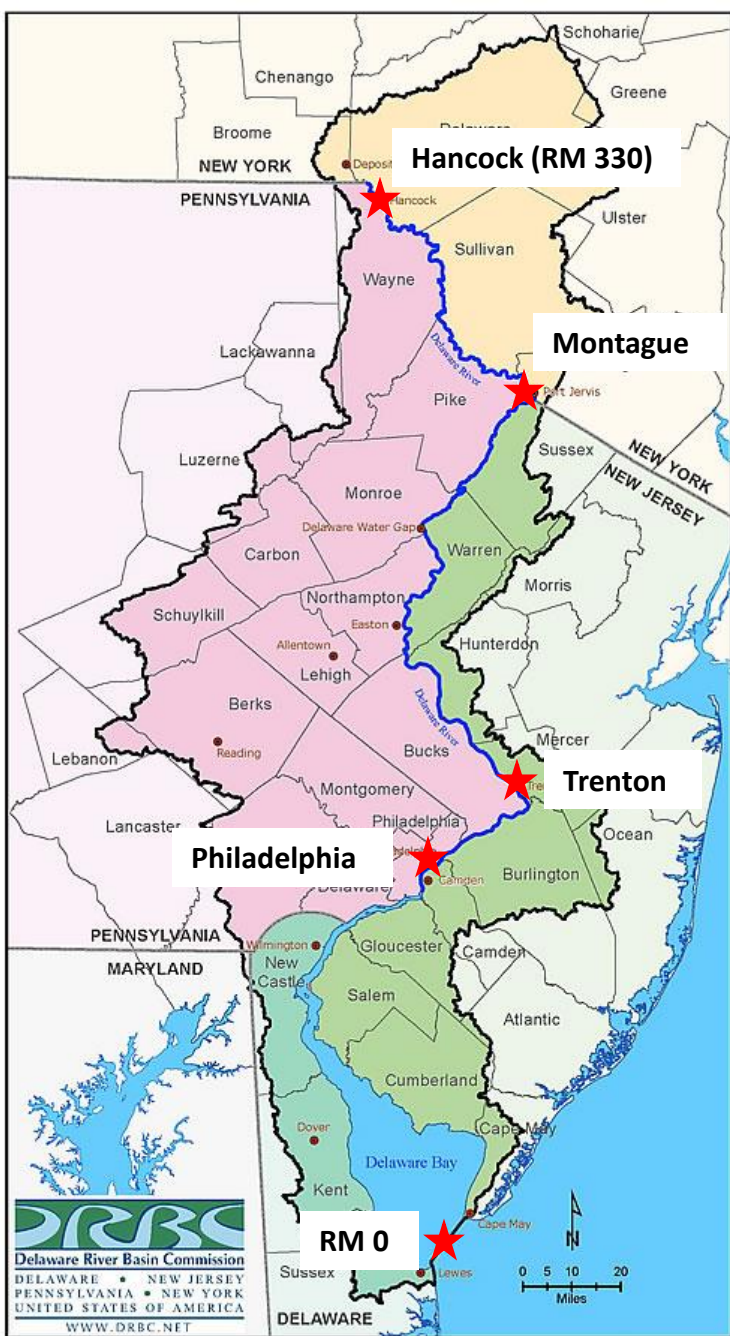 Schoharie
Chenango
Greene
Broome
Hancock (RM 330)
Deposit
NEW YORK
PENNSYLVANIA
Hancock
Ulster
Sullivan
Wayne
Lackawanna
Delaware River
Montague
Port Jervis
Pike
Sussex
Luzerne
NEW YORK
NEW JERSEY
Monroe
Delaware Water Gap
Warren
Carbon
Morris
Northampton
Schuylkill
Easton
Hunterdon
Allentown
Lehigh
Berks
Delaware River
Mercer
Bucks
Reading
Lebanon
Trenton
Montgomery
Lancaster
Philadelphia
Ocean
Philadelphia
Delaware
Camden
Burlington
PENNSYLVANIA
Wilmington
Gloucester
Camden
MARYLAND
New
Castle
Salem
Atlantic
Cumberland
Cape May
Dover
Delaware Bay
Kent
DRBC
Cape May
N
RM 0
Delaware River Basin Commission
Sussex
Lewes
DELAWARE • NEW JERSEY
PENNSYLVANIA • NEW YORK
UNITED STATES OF AMERICA
0 5 10 20
Miles
DELAWARE
WWW.DRBC.NET